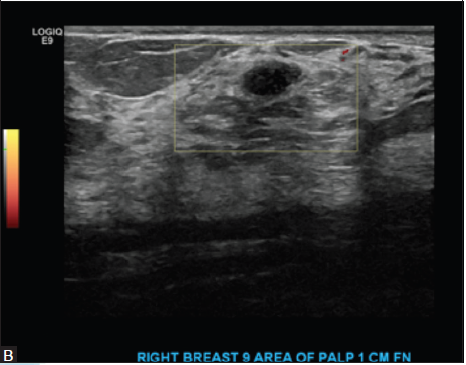 LOGIQ
E9
B
RIGHT BREAST 9 AREA OF PALP 1 CM FN